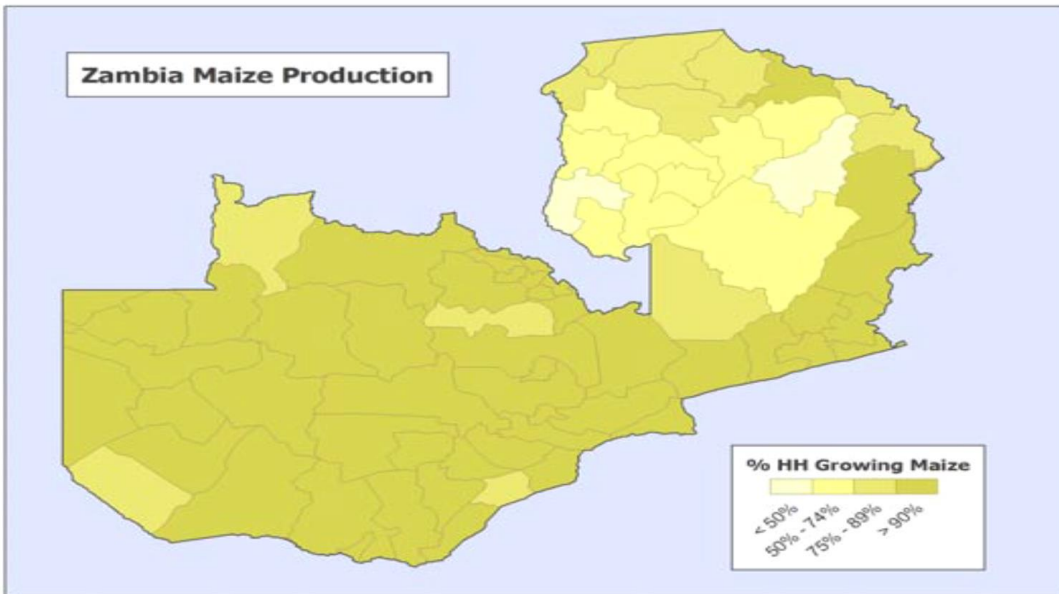 Zambia Maize Production
% HH Growing Maize
< 50%
50% - 74%
75% - 89%
> 90%